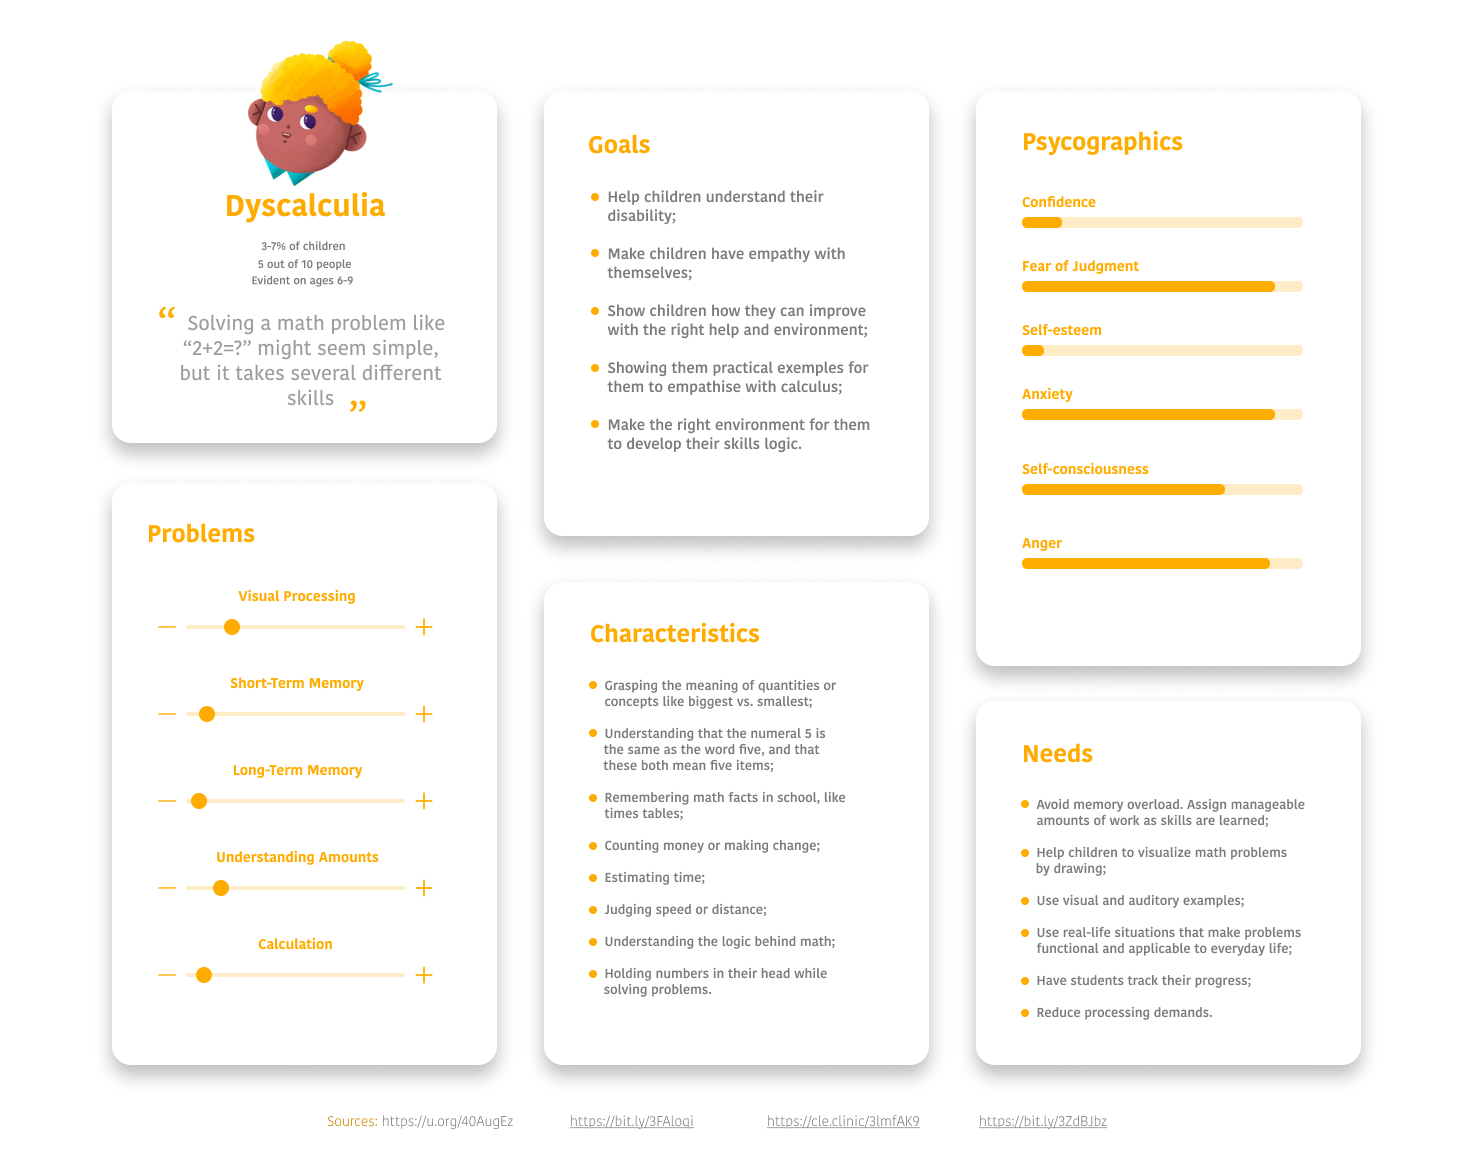 Dyscalculia
3-7% of children
5 out of 10 people
Evident on ages 6-9
“ Solving a math problem like
“2+2=?” might seem simple,
but it takes several different
skills ”
Problems
Visual Processing
Short-Term Memory
Long-Term Memory
Understanding Amounts
Calculation
Goals
Help children understand their
disability;
Make children have empathy with
themselves;
Show children how they can improve
with the right help and environment;
Showing them practical exemples for
them to empathise with calculus;
Make the right environment for them
to develop their skills logic.
Characteristics
Grasping the meaning of quantities or
concepts like biggest vs. smallest;
Understanding that the numeral 5 is
the same as the word five, and that
these both mean five items;
Remembering math facts in school, like
times tables;
Counting money or making change;
Estimating time;
Judging speed or distance;
Understanding the logic behind math;
Holding numbers in their head while
solving problems.
Psycographics
Confidence
Fear of Judgment
Self-esteem
Anxiety
Self-consciousness
Anger
Needs
Avoid memory overload. Assign manageable
amounts of work as skills are learned;
Help children to visualize math problems
by drawing;
Use visual and auditory examples;
Use real-life situations that make problems
functional and applicable to everyday life;
Have students track their progress;
Reduce processing demands.
Sources: https://u.org/40AugEz https://bit.ly/3FAloqi https://cle.clinic/3lmfAK9 https://bit.ly/3ZdBJbz